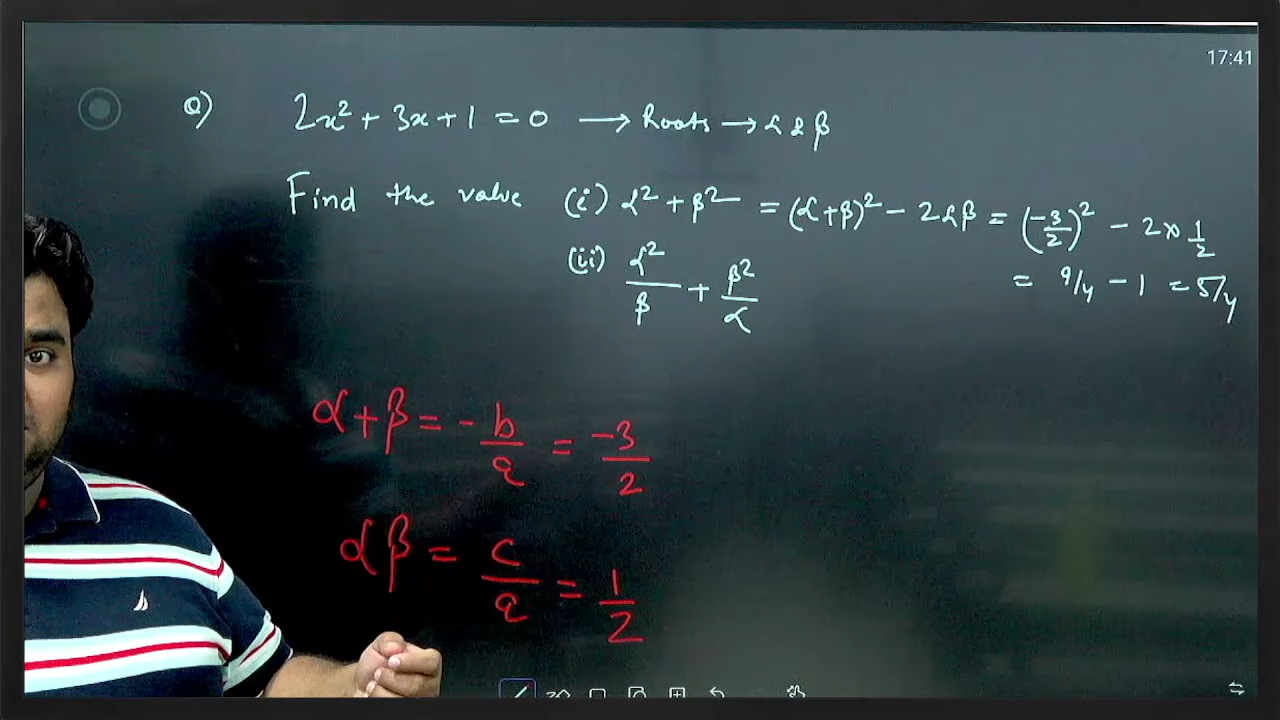 17:41
Q) 2x² + 3x + 1 = 0 → Roots → α & β
Find the value (i) α² + β² = (α+β)² - 2αβ = (-3/2)² - 2× 1/2
= 9/4 - 1 = 5/4
(ii) α²/β + β²/α
α+β = - b/a = -3/2
αβ = c/a = 1/2